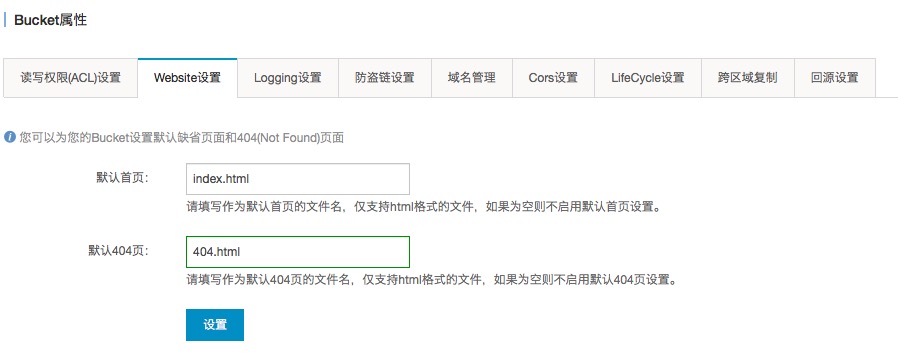 Bucket属性
读写权限(ACL)设置 Website设置 Logging设置 防盗链设置 域名管理 Cors设置 LifeCycle设置 跨区域复制 回源设置
您可以为您的Bucket设置默认缺省页面和404(Not Found)页面
默认首页: index.html
请填写作为默认首页的文件名，仅支持html格式的文件，如果为空则不启用默认首页设置。
默认404页: 404.html
请填写作为默认404页的文件名，仅支持html格式的文件，如果为空则不启用默认404页设置。
设置